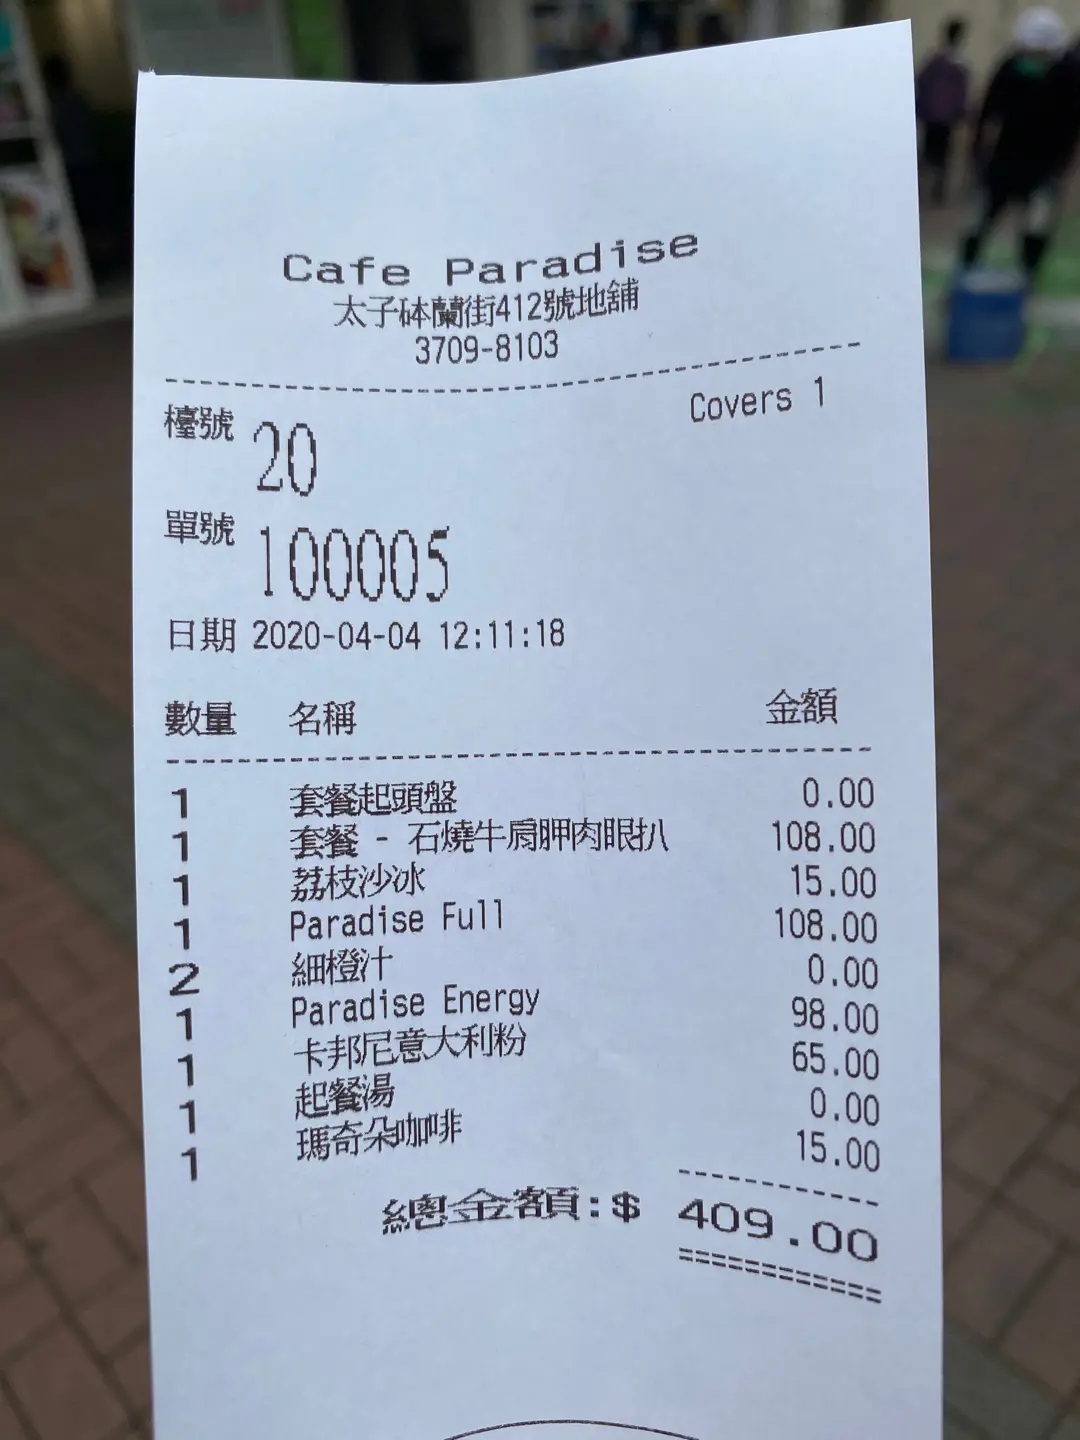 Cafe Paradise
太子砵蘭街412號地舖
3709-8103
Covers 1
檯號 20
單號 100005
日期 2020-04-04 12:11:18
數量 名稱 金額
1 套餐起頭盤 0.00
1 套餐 - 石燒牛肩胛肉眼扒 108.00
1 荔枝沙冰 15.00
1 Paradise Full 108.00
2 細橙汁 0.00
1 Paradise Energy 98.00
1 卡邦尼意大利粉 65.00
1 起餐湯 0.00
1 瑪奇朵咖啡 15.00
總金額:$ 409.00